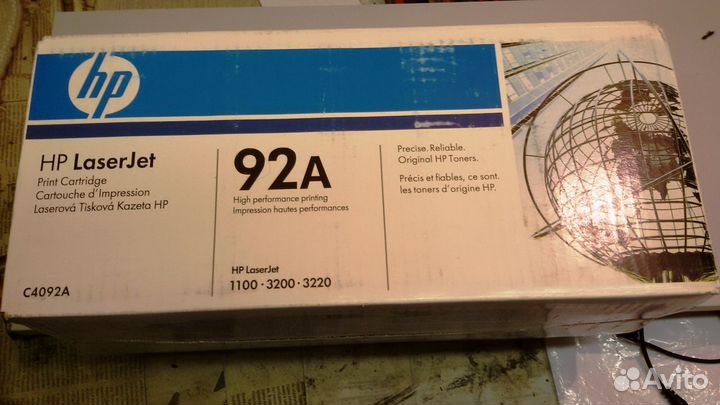 hp
HP LaserJet
Print Cartridge
Cartouche d'Impression
Laserová Tisková Kazeta HP
C4092A
92A
High performance printing
Impression hautes performances
HP LaserJet
1100 · 3200 · 3220
Precise. Reliable.
Original HP Toners.
Précis et fiables, ce sont
les toners d'origine HP.
Avito